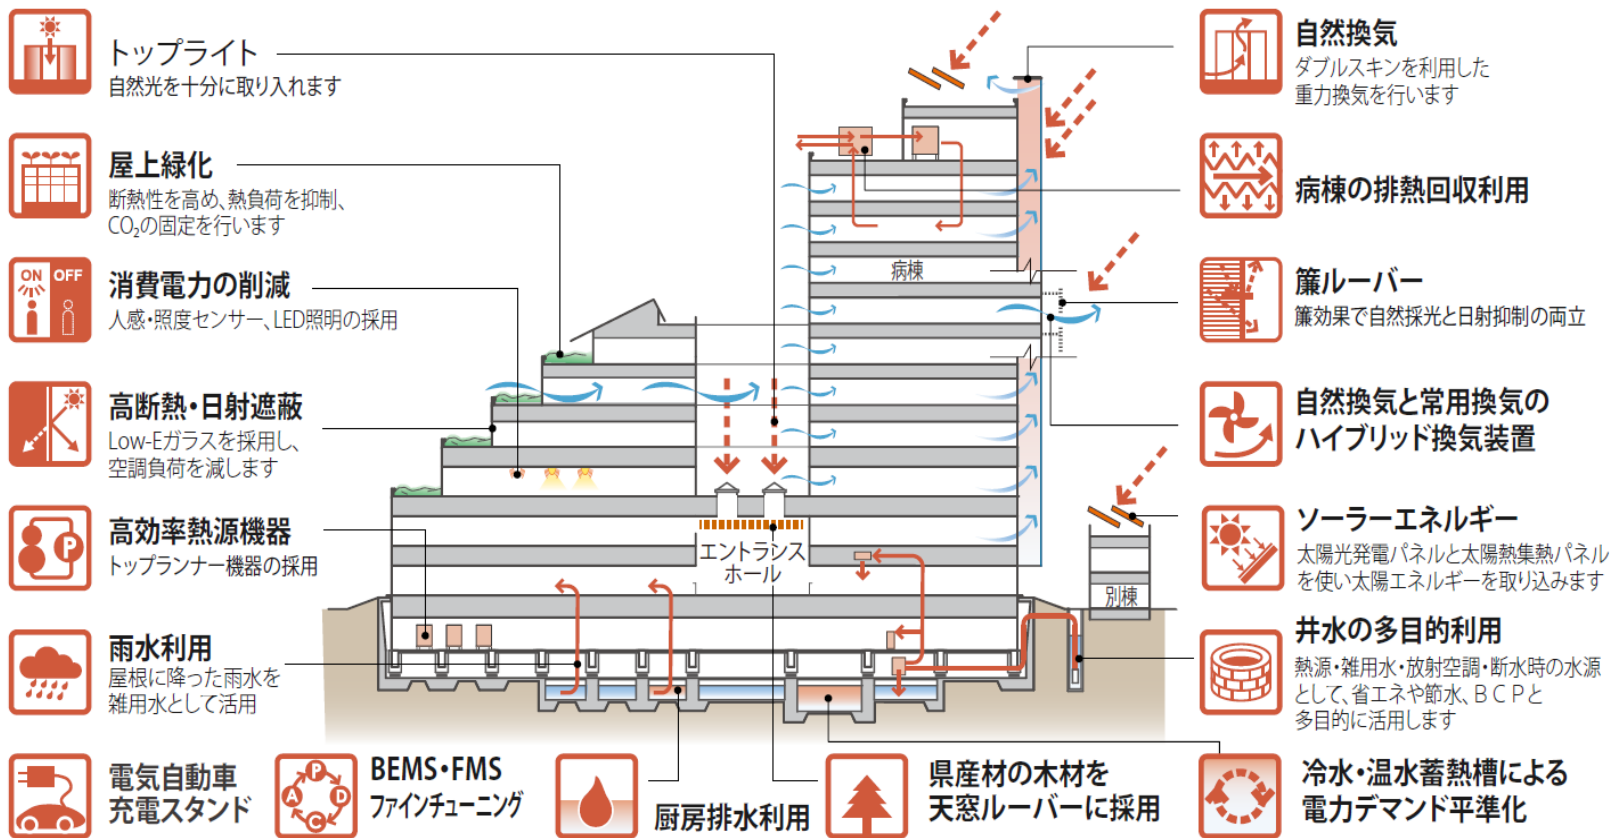 トップライト
自然光を十分に取り入れます
屋上緑化
断熱性を高め、熱負荷を抑制、
CO₂の固定を行います
ON OFF
消費電力の削減
人感・照度センサー、LED照明の採用
高断熱・日射遮蔽
Low-Eガラスを採用し、
空調負荷を減します
P
高効率熱源機器
トップランナー機器の採用
雨水利用
屋根に降った雨水を
雑用水として活用
電気自動車
充電スタンド
P
A D
C
BEMS・FMS
ファインチューニング
厨房排水利用
県産材の木材を
天窓ルーバーに採用
病棟
エントランス
ホール
別棟
自然換気
ダブルスキンを利用した
重力換気を行います
病棟の排熱回収利用
簾ルーバー
簾効果で自然採光と日射抑制の両立
自然換気と常用換気の
ハイブリッド換気装置
ソーラーエネルギー
太陽光発電パネルと太陽熱集熱パネル
を使い太陽エネルギーを取り込みます
井水の多目的利用
熱源・雑用水・放射空調・断水時の水源
として、省エネや節水、BCPと
多目的に活用します
冷水・温水蓄熱槽による
電力デマンド平準化